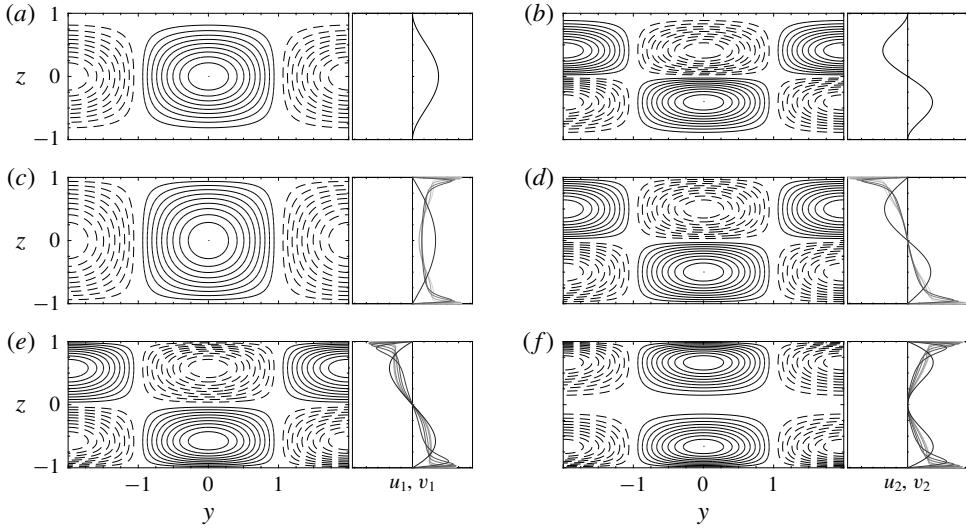 (a) 1 (b)
z 0
−1
(c) 1 (d)
z 0
−1
(e) 1 (f)
z 0
−1
−1 0 1 u₁, v₁ −1 0 1 u₂, v₂
y y